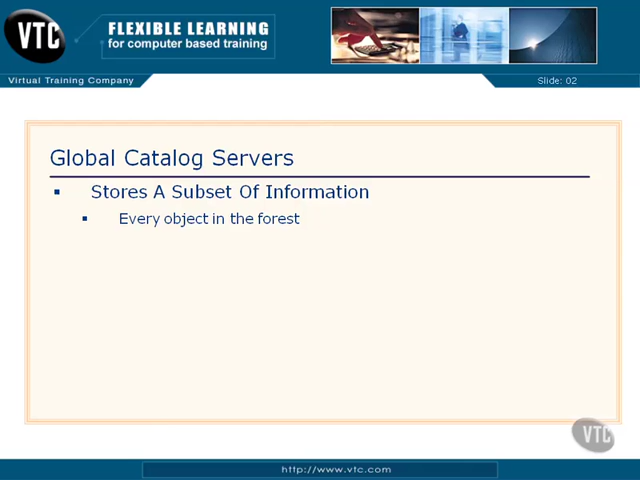 VTC
FLEXIBLE LEARNING
for computer based training
Virtual Training Company
Slide: 02
Global Catalog Servers
▪ Stores A Subset Of Information
▪ Every object in the forest
VTC
http://www.vtc.com